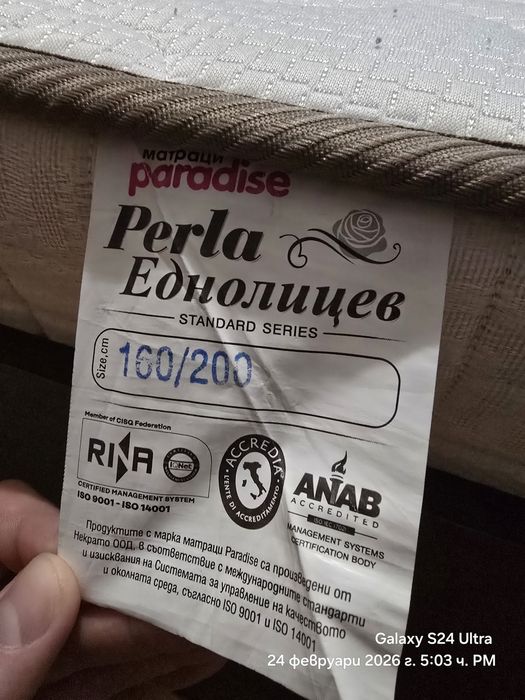 матраци
paradise
Perla
Еднолицев
STANDARD SERIES
Size, cm
160/200
Member of CISQ Federation
RINA
IQNet
CERTIFIED MANAGEMENT SYSTEM
ISO 9001 - ISO 14001
ACCREDIA
L'ENTE DI ACCREDITAMENTO
ANAB
ACCREDITED
MANAGEMENT SYSTEMS
CERTIFICATION BODY
Продуктите с марка матраци Paradise са произведени от
Некрато ООД, в съответствие с международните стандарти
и изисквания на Системата за управление на качеството
и околната среда, съгласно ISO 9001 и ISO 14001
Galaxy S24 Ultra
24 февруари 2026 г. 5:03 ч. PM